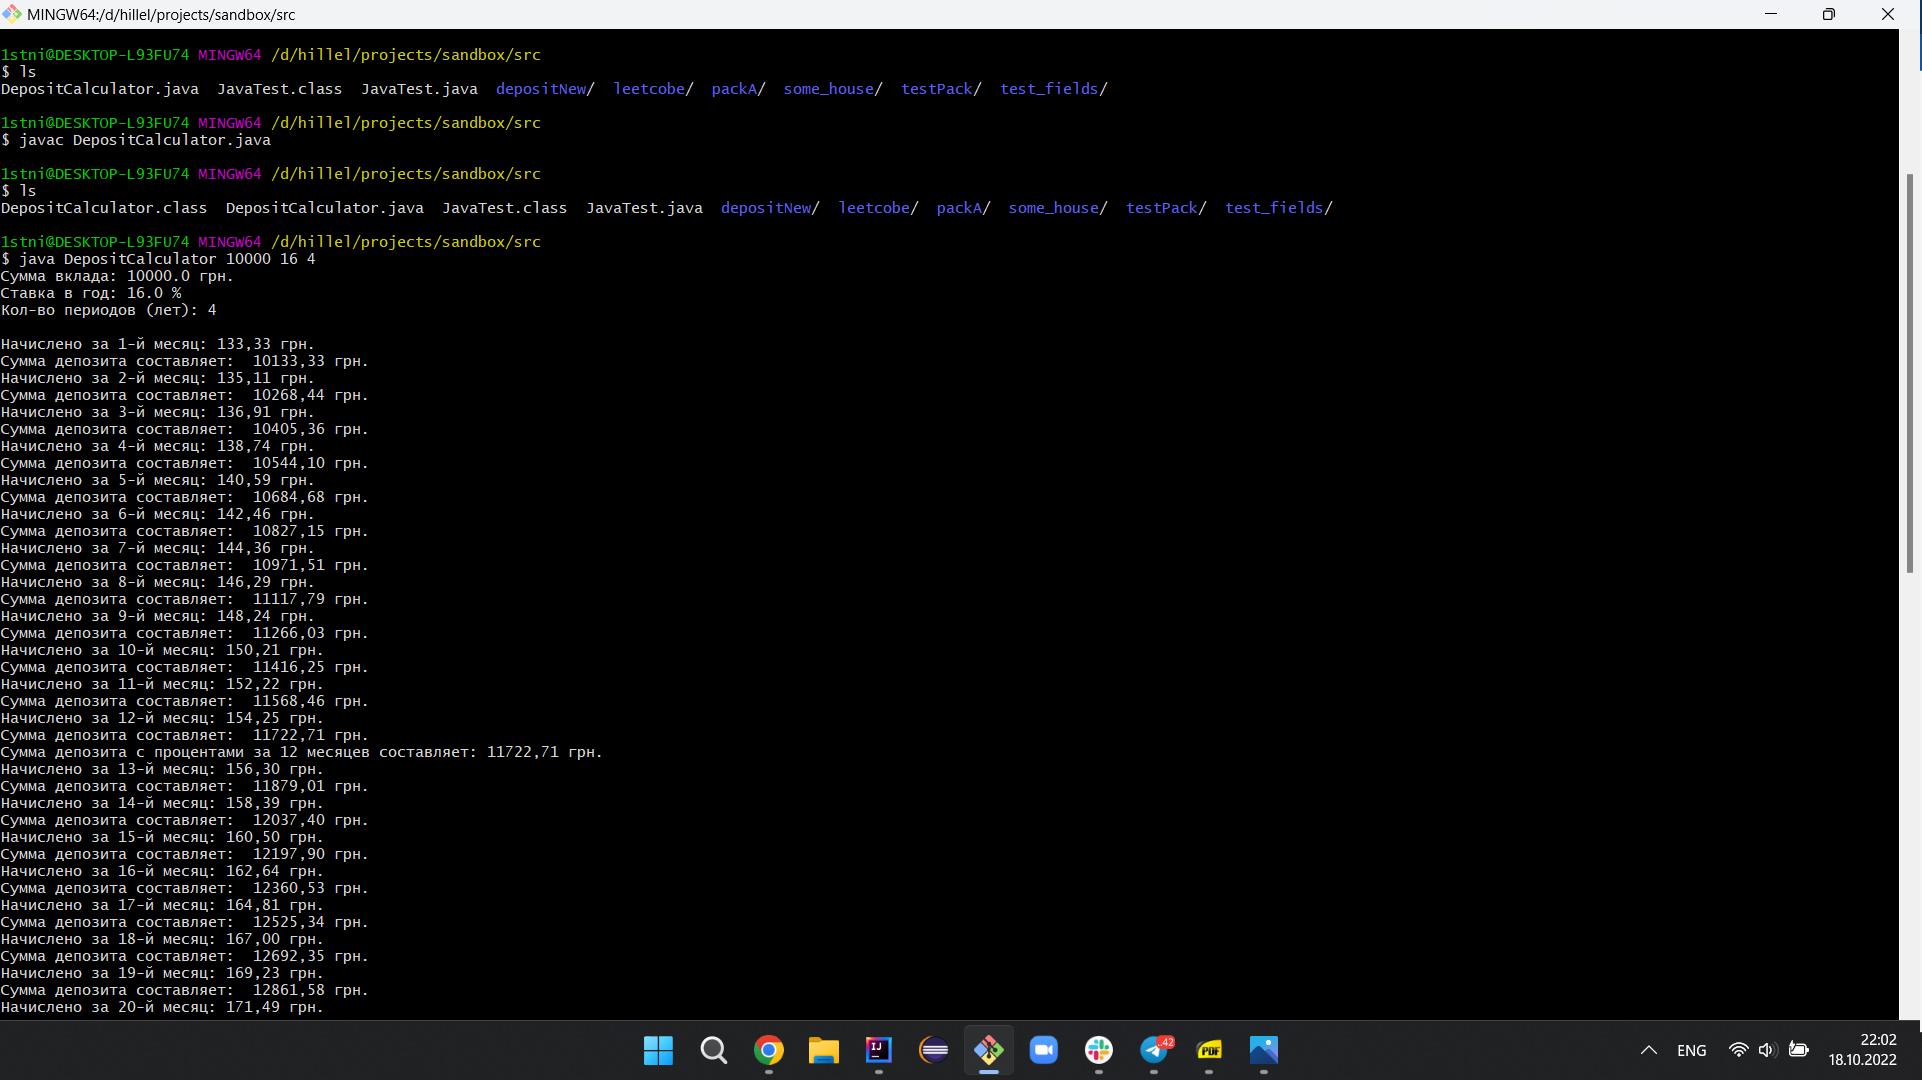 MINGW64:/d/hillel/projects/sandbox/src
1stni@DESKTOP-L93FU74 MINGW64 /d/hillel/projects/sandbox/src
$ ls
DepositCalculator.java  JavaTest.class  JavaTest.java  depositNew/  leetcobe/  packA/  some_house/  testPack/  test_fields/
1stni@DESKTOP-L93FU74 MINGW64 /d/hillel/projects/sandbox/src
$ javac DepositCalculator.java
1stni@DESKTOP-L93FU74 MINGW64 /d/hillel/projects/sandbox/src
$ ls
DepositCalculator.class  DepositCalculator.java  JavaTest.class  JavaTest.java  depositNew/  leetcobe/  packA/  some_house/  testPack/  test_fields/
1stni@DESKTOP-L93FU74 MINGW64 /d/hillel/projects/sandbox/src
$ java DepositCalculator 10000 16 4
Сумма вклада: 10000.0 грн.
Ставка в год: 16.0 %
Кол-во периодов (лет): 4
Начислено за 1-й месяц: 133,33 грн.
Сумма депозита составляет:  10133,33 грн.
Начислено за 2-й месяц: 135,11 грн.
Сумма депозита составляет:  10268,44 грн.
Начислено за 3-й месяц: 136,91 грн.
Сумма депозита составляет:  10405,36 грн.
Начислено за 4-й месяц: 138,74 грн.
Сумма депозита составляет:  10544,10 грн.
Начислено за 5-й месяц: 140,59 грн.
Сумма депозита составляет:  10684,68 грн.
Начислено за 6-й месяц: 142,46 грн.
Сумма депозита составляет:  10827,15 грн.
Начислено за 7-й месяц: 144,36 грн.
Сумма депозита составляет:  10971,51 грн.
Начислено за 8-й месяц: 146,29 грн.
Сумма депозита составляет:  11117,79 грн.
Начислено за 9-й месяц: 148,24 грн.
Сумма депозита составляет:  11266,03 грн.
Начислено за 10-й месяц: 150,21 грн.
Сумма депозита составляет:  11416,25 грн.
Начислено за 11-й месяц: 152,22 грн.
Сумма депозита составляет:  11568,46 грн.
Начислено за 12-й месяц: 154,25 грн.
Сумма депозита составляет:  11722,71 грн.
Сумма депозита с процентами за 12 месяцев составляет: 11722,71 грн.
Начислено за 13-й месяц: 156,30 грн.
Сумма депозита составляет:  11879,01 грн.
Начислено за 14-й месяц: 158,39 грн.
Сумма депозита составляет:  12037,40 грн.
Начислено за 15-й месяц: 160,50 грн.
Сумма депозита составляет:  12197,90 грн.
Начислено за 16-й месяц: 162,64 грн.
Сумма депозита составляет:  12360,53 грн.
Начислено за 17-й месяц: 164,81 грн.
Сумма депозита составляет:  12525,34 грн.
Начислено за 18-й месяц: 167,00 грн.
Сумма депозита составляет:  12692,35 грн.
Начислено за 19-й месяц: 169,23 грн.
Сумма депозита составляет:  12861,58 грн.
Начислено за 20-й месяц: 171,49 грн.
IJ
42
PDF
ENG
22:02
18.10.2022